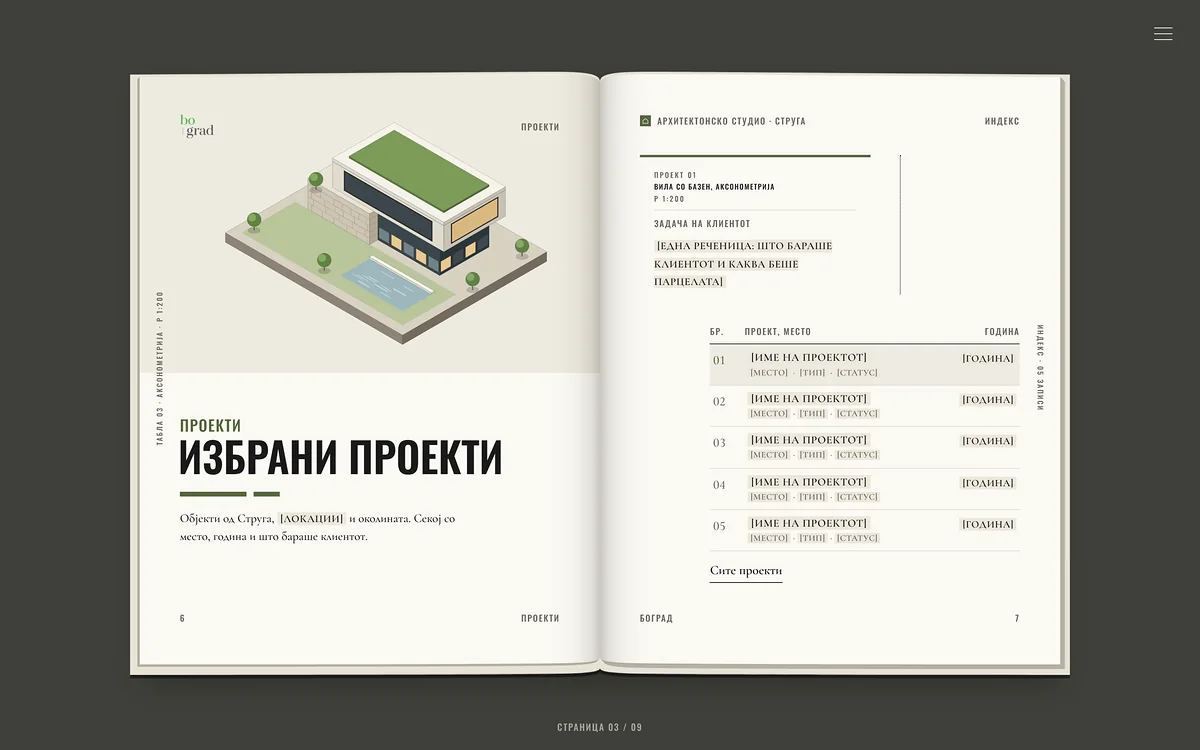 bo
grad
ПРОЕКТИ
ТАБЛА 03 · АКСОНОМЕТРИЈА · Р 1:200
ПРОЕКТИ
ИЗБРАНИ ПРОЕКТИ
Објекти од Струга, [ЛОКАЦИИ] и околината. Секој со
место, година и што бараше клиентот.
6
ПРОЕКТИ
АРХИТЕКТОНСКО СТУДИО · СТРУГА
ИНДЕКС
ПРОЕКТ 01
ВИЛА СО БАЗЕН, АКСОНОМЕТРИЈА
Р 1:200
ЗАДАЧА НА КЛИЕНТОТ
[ЕДНА РЕЧЕНИЦА: ШТО БАРАШЕ
КЛИЕНТОТ И КАКВА БЕШЕ
ПАРЦЕЛАТА]
БР. ПРОЕКТ, МЕСТО ГОДИНА
01 [ИМЕ НА ПРОЕКТОТ] [ГОДИНА]
[МЕСТО] · [ТИП] · [СТАТУС]
02 [ИМЕ НА ПРОЕКТОТ] [ГОДИНА]
[МЕСТО] · [ТИП] · [СТАТУС]
03 [ИМЕ НА ПРОЕКТОТ] [ГОДИНА]
[МЕСТО] · [ТИП] · [СТАТУС]
04 [ИМЕ НА ПРОЕКТОТ] [ГОДИНА]
[МЕСТО] · [ТИП] · [СТАТУС]
05 [ИМЕ НА ПРОЕКТОТ] [ГОДИНА]
[МЕСТО] · [ТИП] · [СТАТУС]
ИНДЕКС · 05 ЗАПИСИ
Сите проекти
БОГРАД
7
СТРАНИЦА 03 / 09